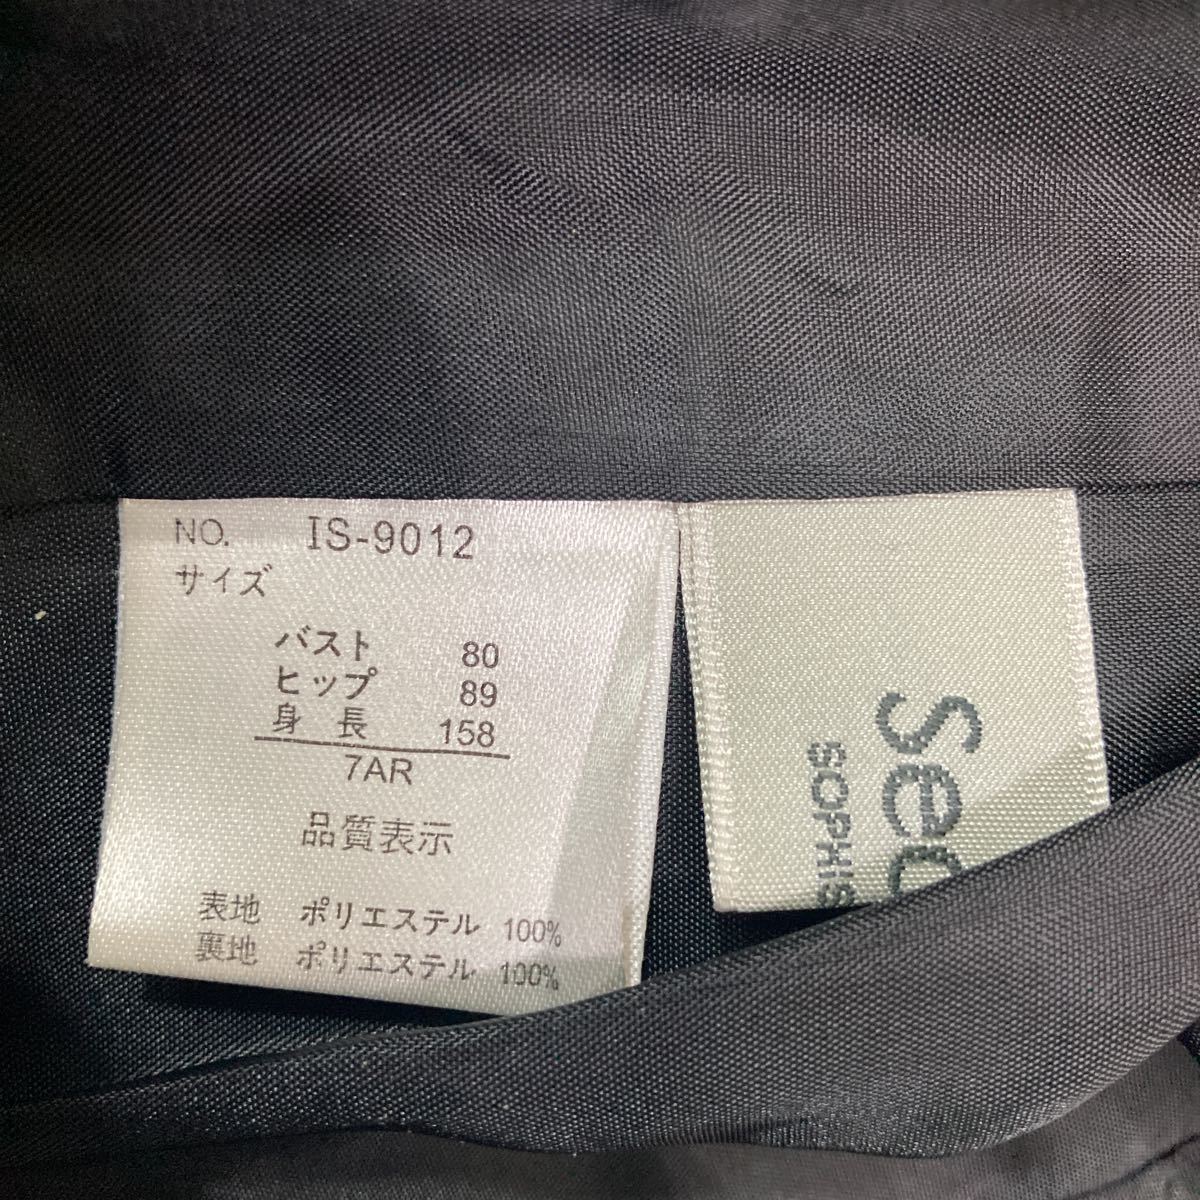 NO. IS-9012
サイズ
バスト 80
ヒップ 89
身長 158
7AR
品質表示
表地 ポリエステル 100%
裏地 ポリエステル 100%